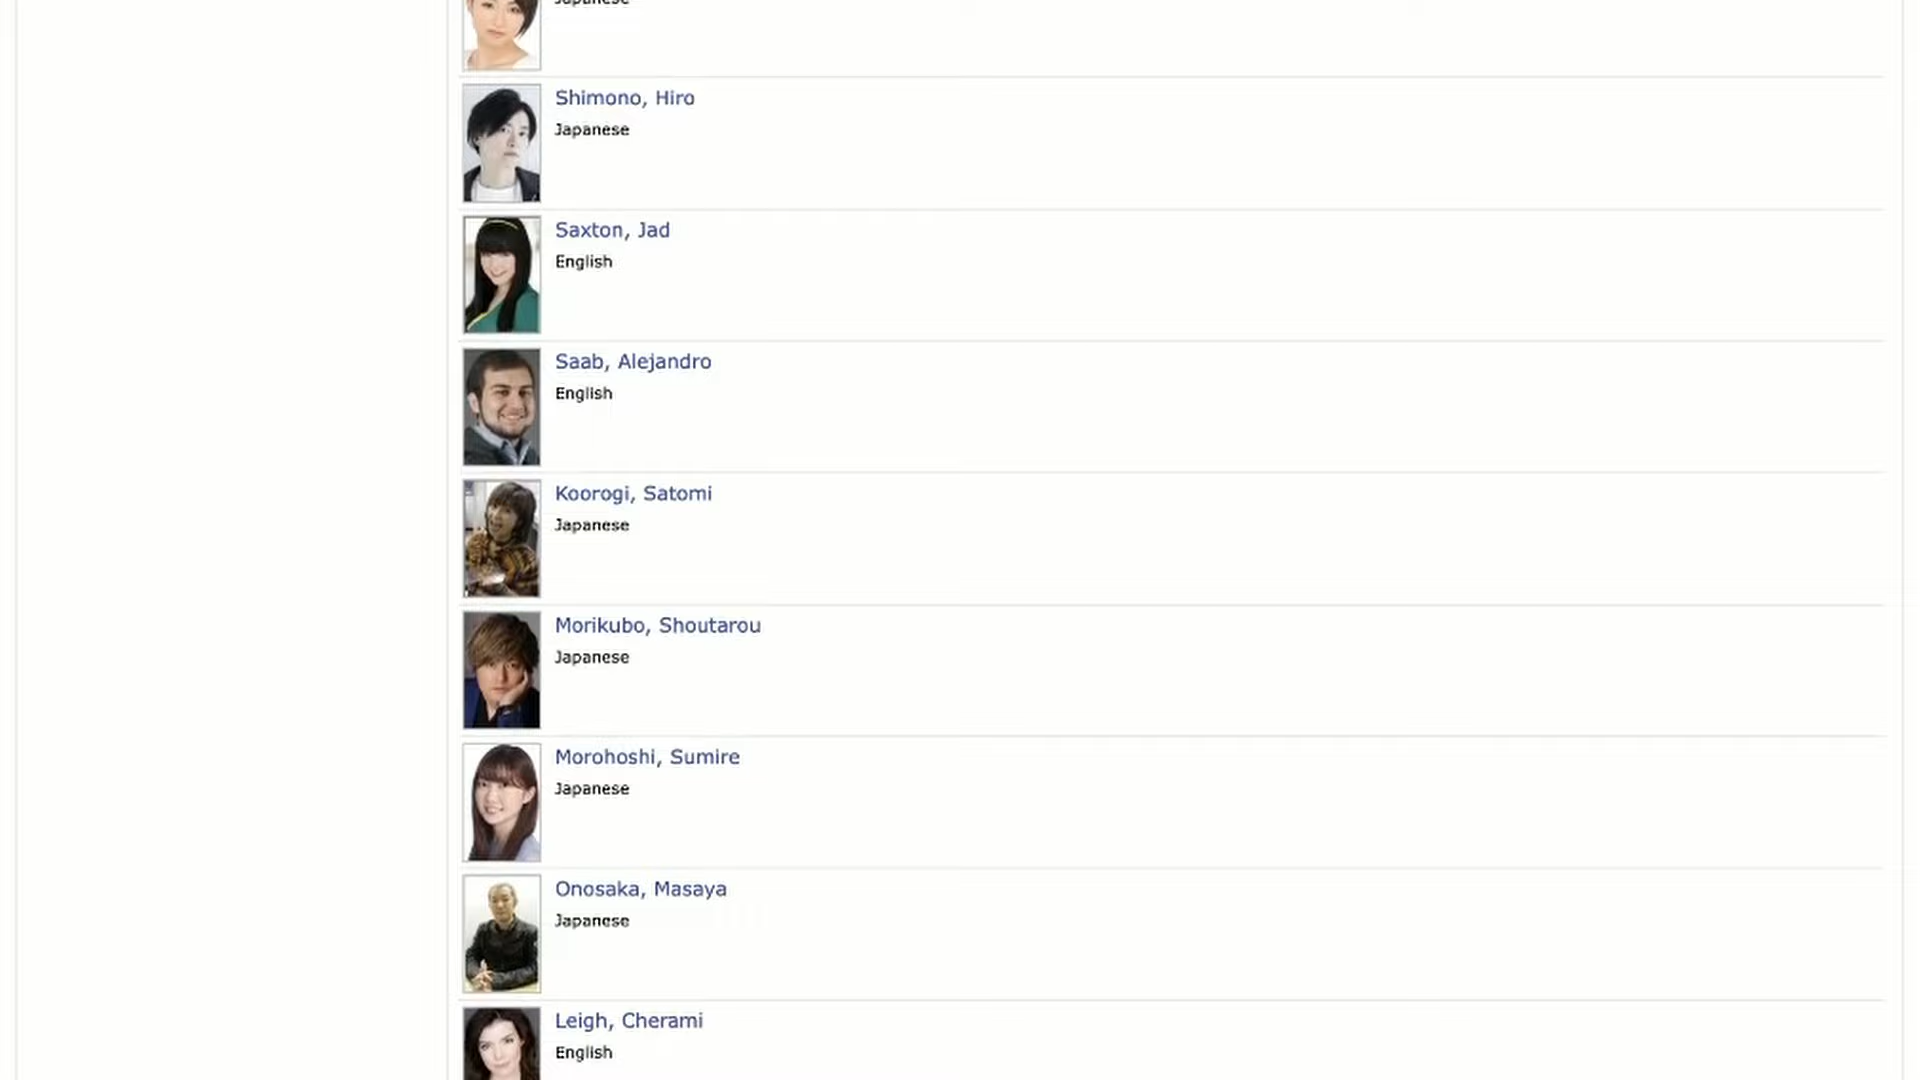 Japanese
Shimono, Hiro
Japanese
Saxton, Jad
English
Saab, Alejandro
English
Koorogi, Satomi
Japanese
Morikubo, Shoutarou
Japanese
Morohoshi, Sumire
Japanese
Onosaka, Masaya
Japanese
Leigh, Cherami
English